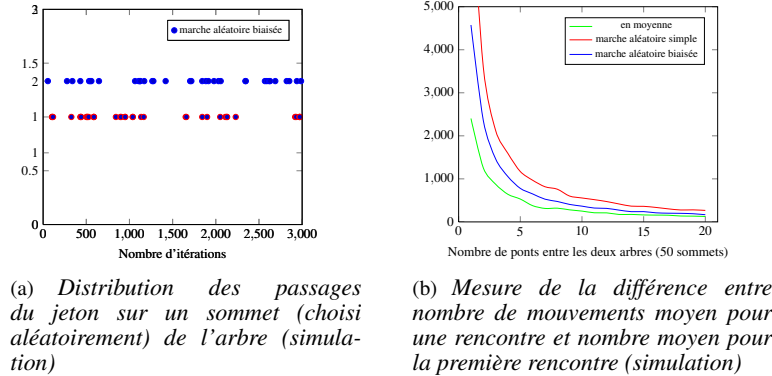 3
1.5
2
1
1
0.5
0
0 500 1,000 1,500 2,000 2,500 3,000
Nombre d'itérations
marche aléatoire biaisée
(a) Distribution des passages
du jeton sur un sommet (choisi
aléatoirement) de l'arbre (simula-
tion)
5,000
4,000
3,000
2,000
1,000
0
0 5 10 15 20
Nombre de ponts entre les deux arbres (50 sommets)
en moyenne
marche aléatoire simple
marche aléatoire biaisée
(b) Mesure de la différence entre
nombre de mouvements moyen pour
une rencontre et nombre moyen pour
la première rencontre (simulation)